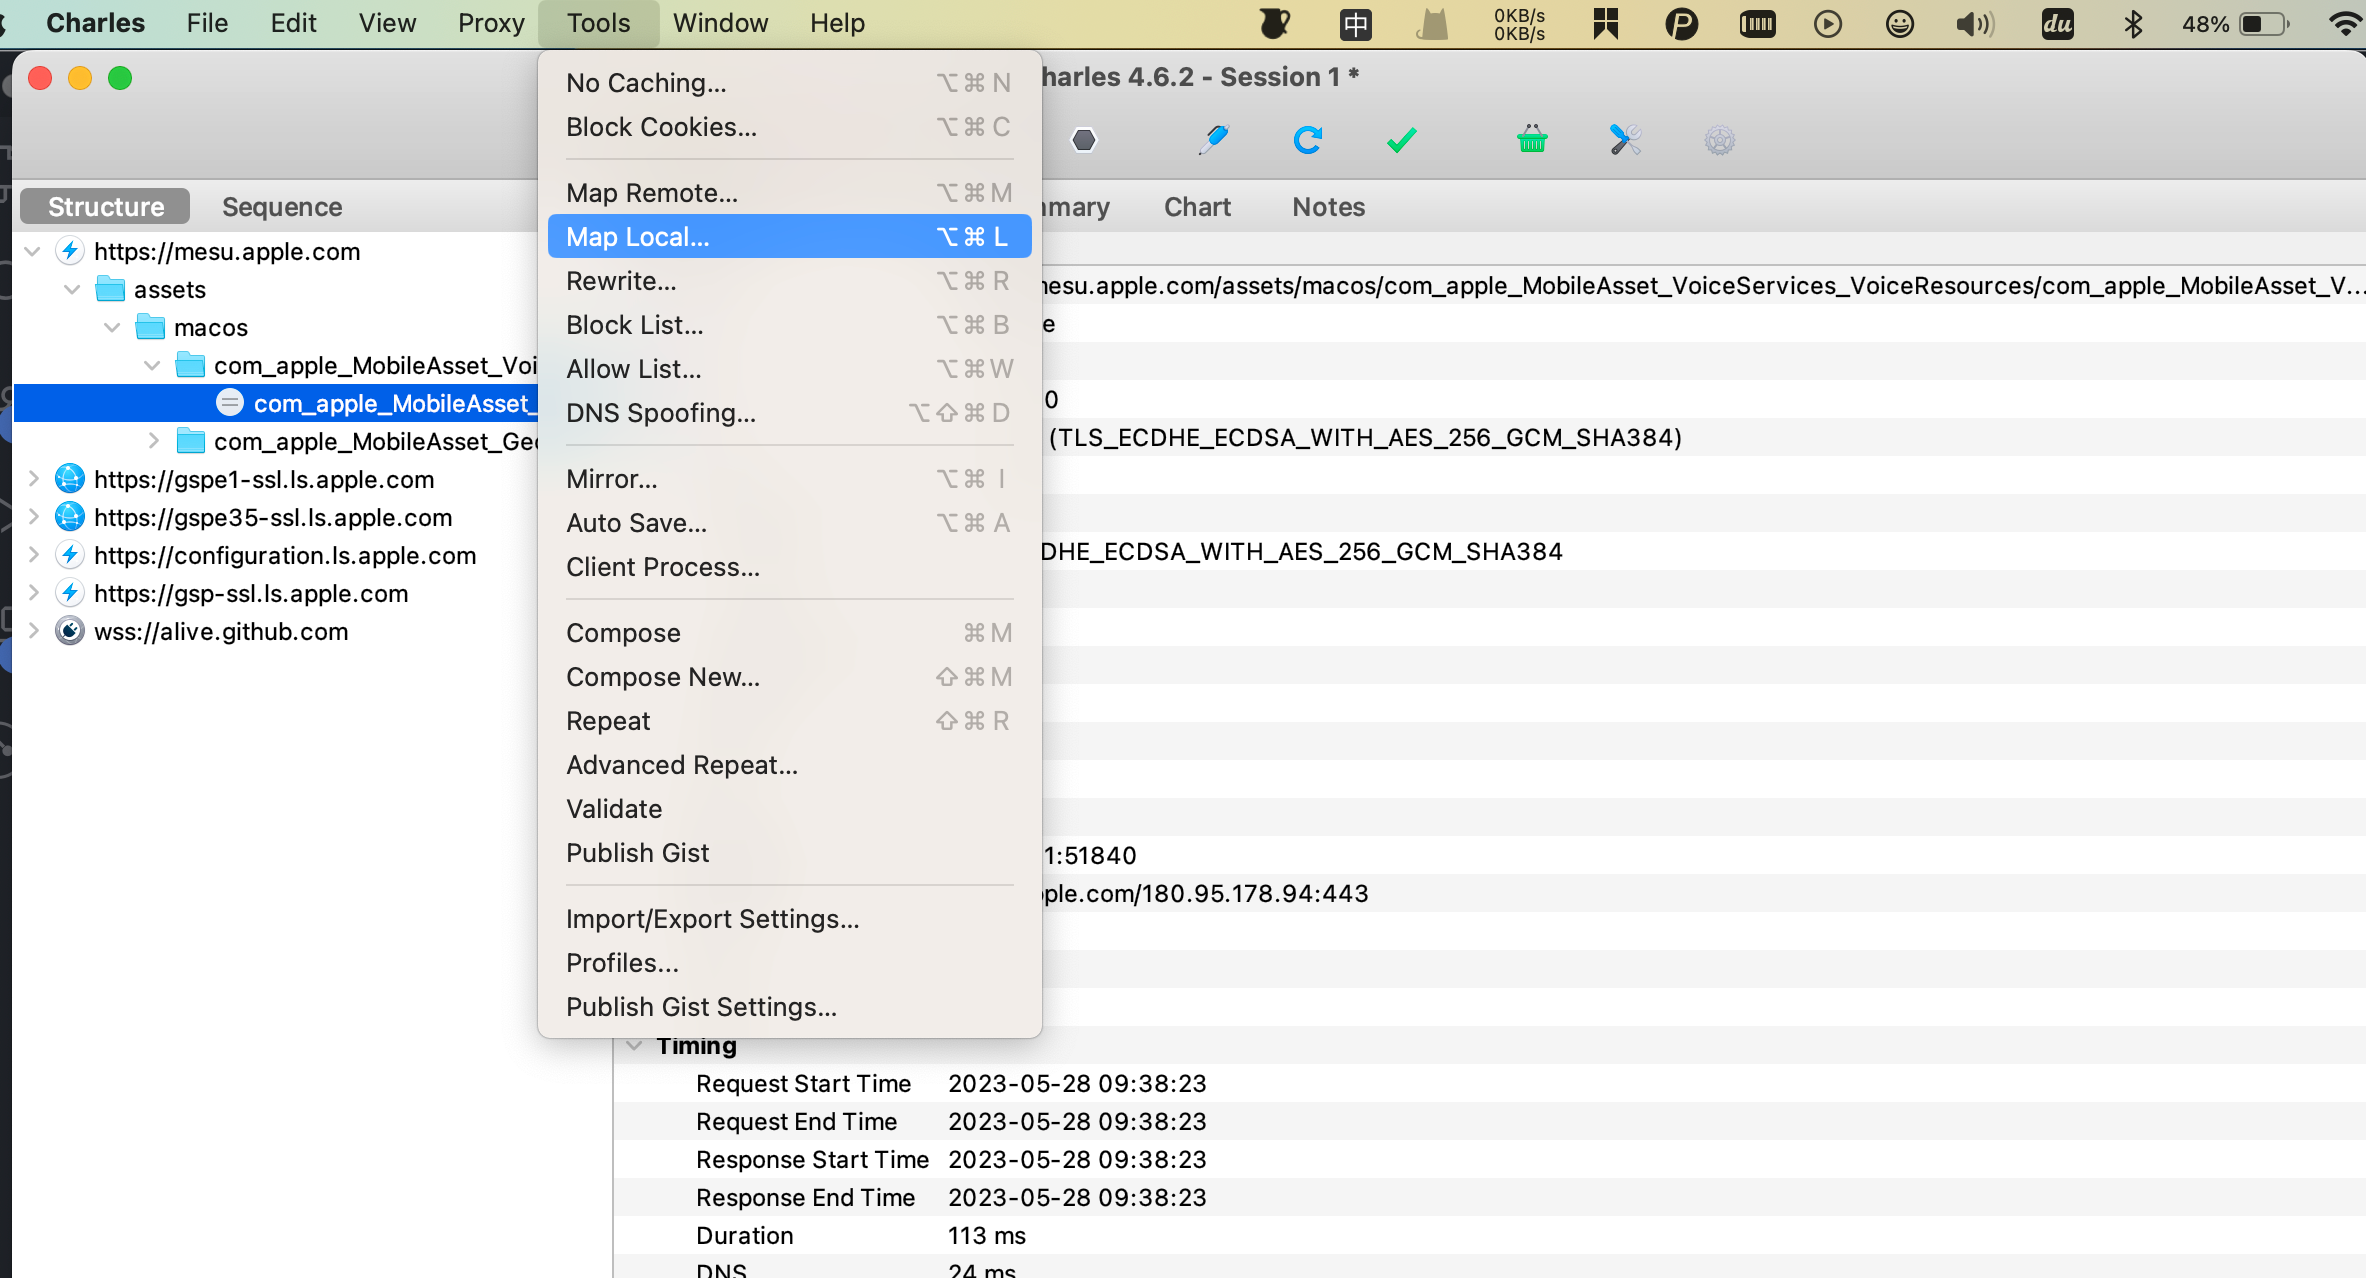 Charles File Edit View Proxy Tools Window Help 中 0KB/s 0KB/s P du 48%
harles 4.6.2 - Session 1 *
Structure Sequence mmary Chart Notes
No Caching... ⌥⌘N
Block Cookies... ⌥⌘C
Map Remote... ⌥⌘M
Map Local... ⌥⌘L
Rewrite... ⌥⌘R
Block List... ⌥⌘B
Allow List... ⌥⌘W
DNS Spoofing... ⌥⇧⌘D
Mirror... ⌥⌘I
Auto Save... ⌥⌘A
Client Process...
Compose ⌘M
Compose New... ⇧⌘M
Repeat ⇧⌘R
Advanced Repeat...
Validate
Publish Gist
Import/Export Settings...
Profiles...
Publish Gist Settings...
https://mesu.apple.com
assets
macos
com_apple_MobileAsset_Voi
com_apple_MobileAsset_
com_apple_MobileAsset_Geo
https://gspe1-ssl.ls.apple.com
https://gspe35-ssl.ls.apple.com
https://configuration.ls.apple.com
https://gsp-ssl.ls.apple.com
wss://alive.github.com
mesu.apple.com/assets/macos/com_apple_MobileAsset_VoiceServices_VoiceResources/com_apple_MobileAsset_V...
e
0
(TLS_ECDHE_ECDSA_WITH_AES_256_GCM_SHA384)
DHE_ECDSA_WITH_AES_256_GCM_SHA384
1:51840
pple.com/180.95.178.94:443
Timing
Request Start Time 2023-05-28 09:38:23
Request End Time 2023-05-28 09:38:23
Response Start Time 2023-05-28 09:38:23
Response End Time 2023-05-28 09:38:23
Duration 113 ms
DNS 24 ms